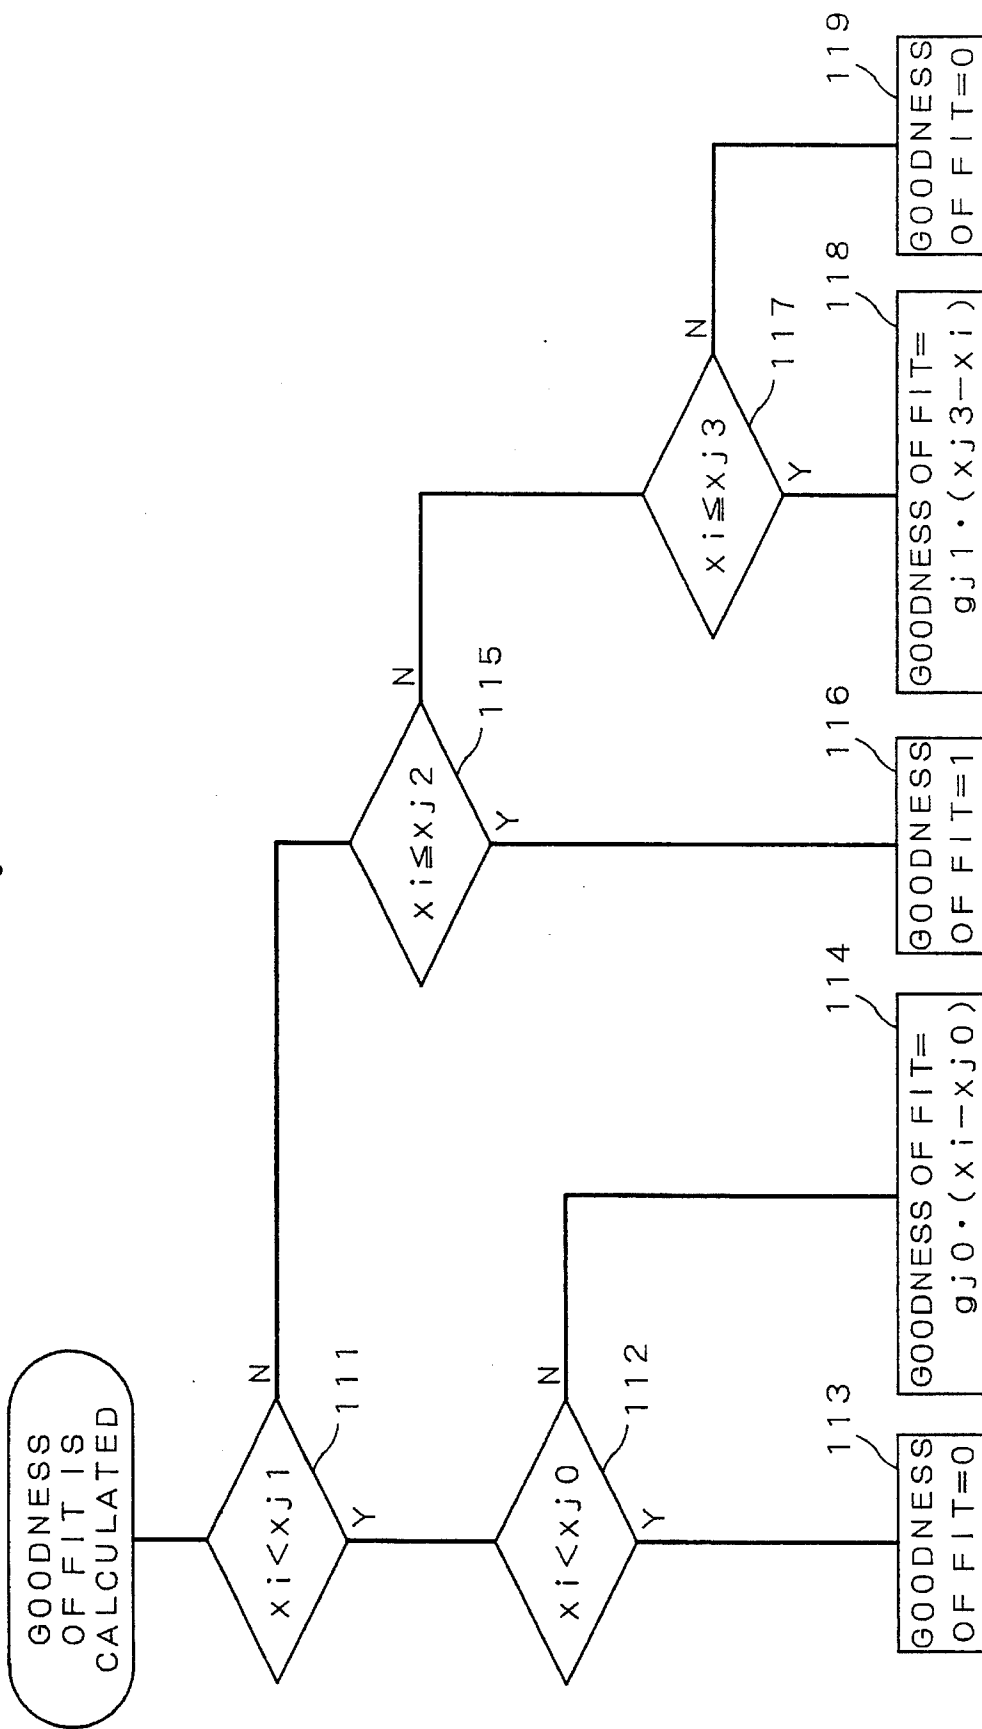 GOODNESS
OF FIT IS
CALCULATED
xi<xj1
111
N
Y
xi≦xj2
115
N
Y
xi<xj0
112
N
Y
xi≦xj3
117
N
Y
113
GOODNESS
OF FIT=0
114
GOODNESS OF FIT=
gj0·(xi−xj0)
116
GOODNESS
OF FIT=1
118
GOODNESS OF FIT=
gj1·(xj3−xi)
119
GOODNESS
OF FIT=0